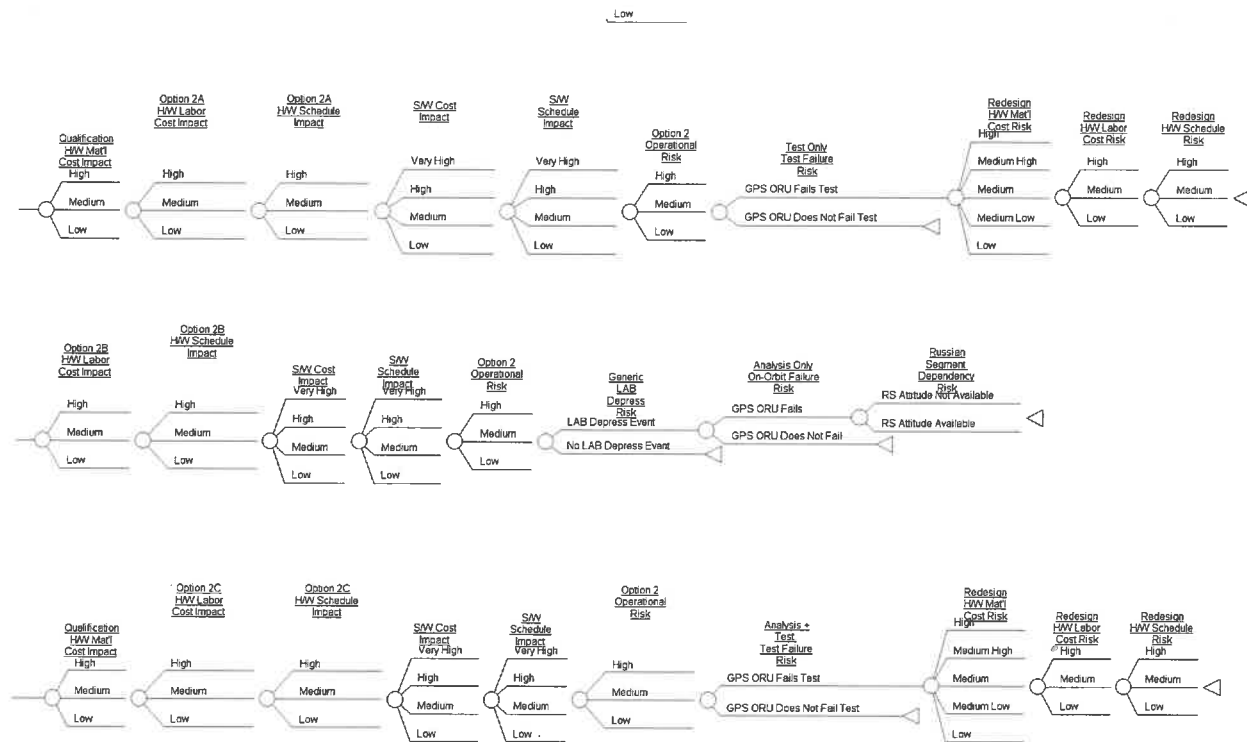 Low
Qualification
H/W Mat'l
Cost Impact
High
Medium
Low
Option 2A
H/W Labor
Cost Impact
High
Medium
Low
Option 2A
H/W Schedule
Impact
High
Medium
Low
S/W Cost
Impact
Very High
High
Medium
Low
S/W
Schedule
Impact
Very High
High
Medium
Low
Option 2
Operational
Risk
High
Medium
Low
Test Only
Test Failure
Risk
GPS ORU Fails Test
GPS ORU Does Not Fail Test
Redesign
H/W Mat'l
Cost Risk
High
Medium High
Medium
Medium Low
Low
Redesign
H/W Labor
Cost Risk
High
Medium
Low
Redesign
H/W Schedule
Risk
High
Medium
Low
Option 2B
H/W Labor
Cost Impact
High
Medium
Low
Option 2B
H/W Schedule
Impact
High
Medium
Low
S/W Cost
Impact
Very High
High
Medium
Low
S/W
Schedule
Impact
Very High
High
Medium
Low
Option 2
Operational
Risk
High
Medium
Low
Generic
LAB
Depress
Risk
LAB Depress Event
No LAB Depress Event
Analysis Only
On-Orbit Failure
Risk
GPS ORU Fails
GPS ORU Does Not Fail
Russian
Segment
Dependency
Risk
RS Attitude Not Available
RS Attitude Available
Qualification
H/W Mat'l
Cost Impact
High
Medium
Low
Option 2C
H/W Labor
Cost Impact
High
Medium
Low
Option 2C
H/W Schedule
Impact
High
Medium
Low
S/W Cost
Impact
Very High
High
Medium
Low
S/W
Schedule
Impact
Very High
High
Medium
Low
Option 2
Operational
Risk
High
Medium
Low
Analysis +
Test
Test Failure
Risk
GPS ORU Fails Test
GPS ORU Does Not Fail Test
Redesign
H/W Mat'l
Cost Risk
High
Medium High
Medium
Medium Low
Low
Redesign
H/W Labor
Cost Risk
High
Medium
Low
Redesign
H/W Schedule
Risk
High
Medium
Low